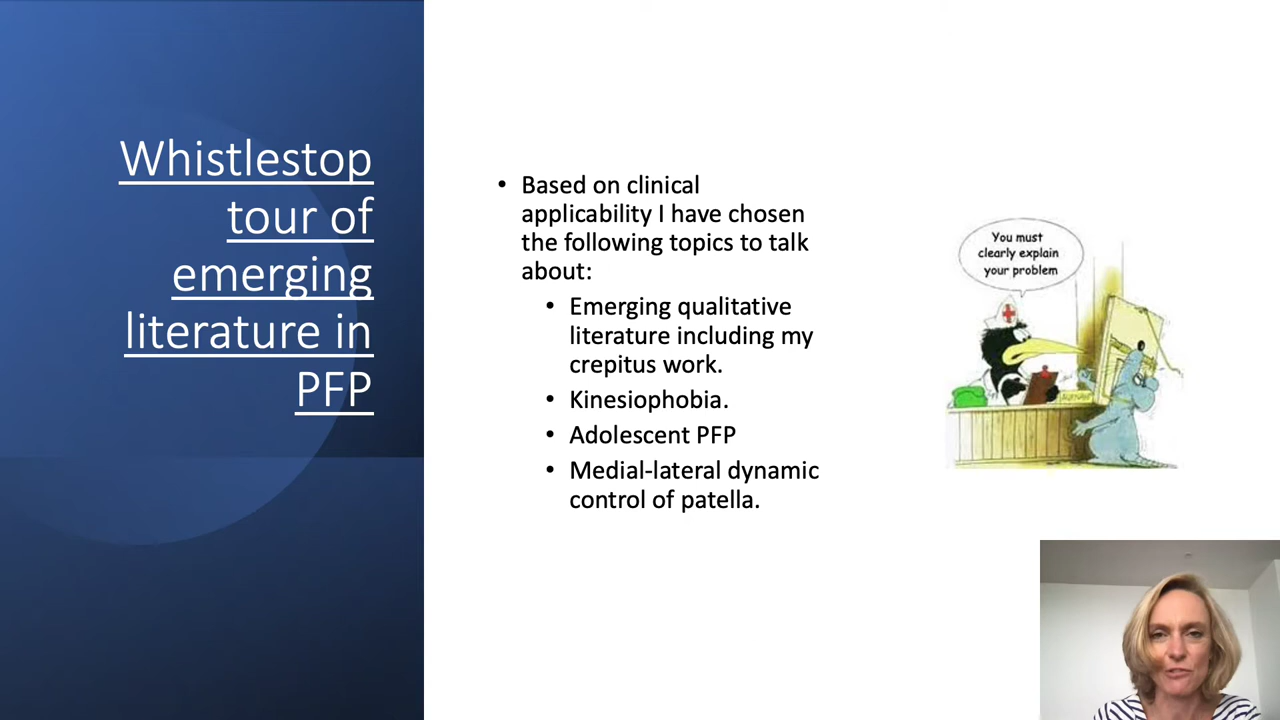 Whistlestop
tour of
emerging
literature in
PFP
• Based on clinical
applicability I have chosen
the following topics to talk
about:
• Emerging qualitative
literature including my
crepitus work.
• Kinesiophobia.
• Adolescent PFP
• Medial-lateral dynamic
control of patella.
You must
clearly explain
your problem